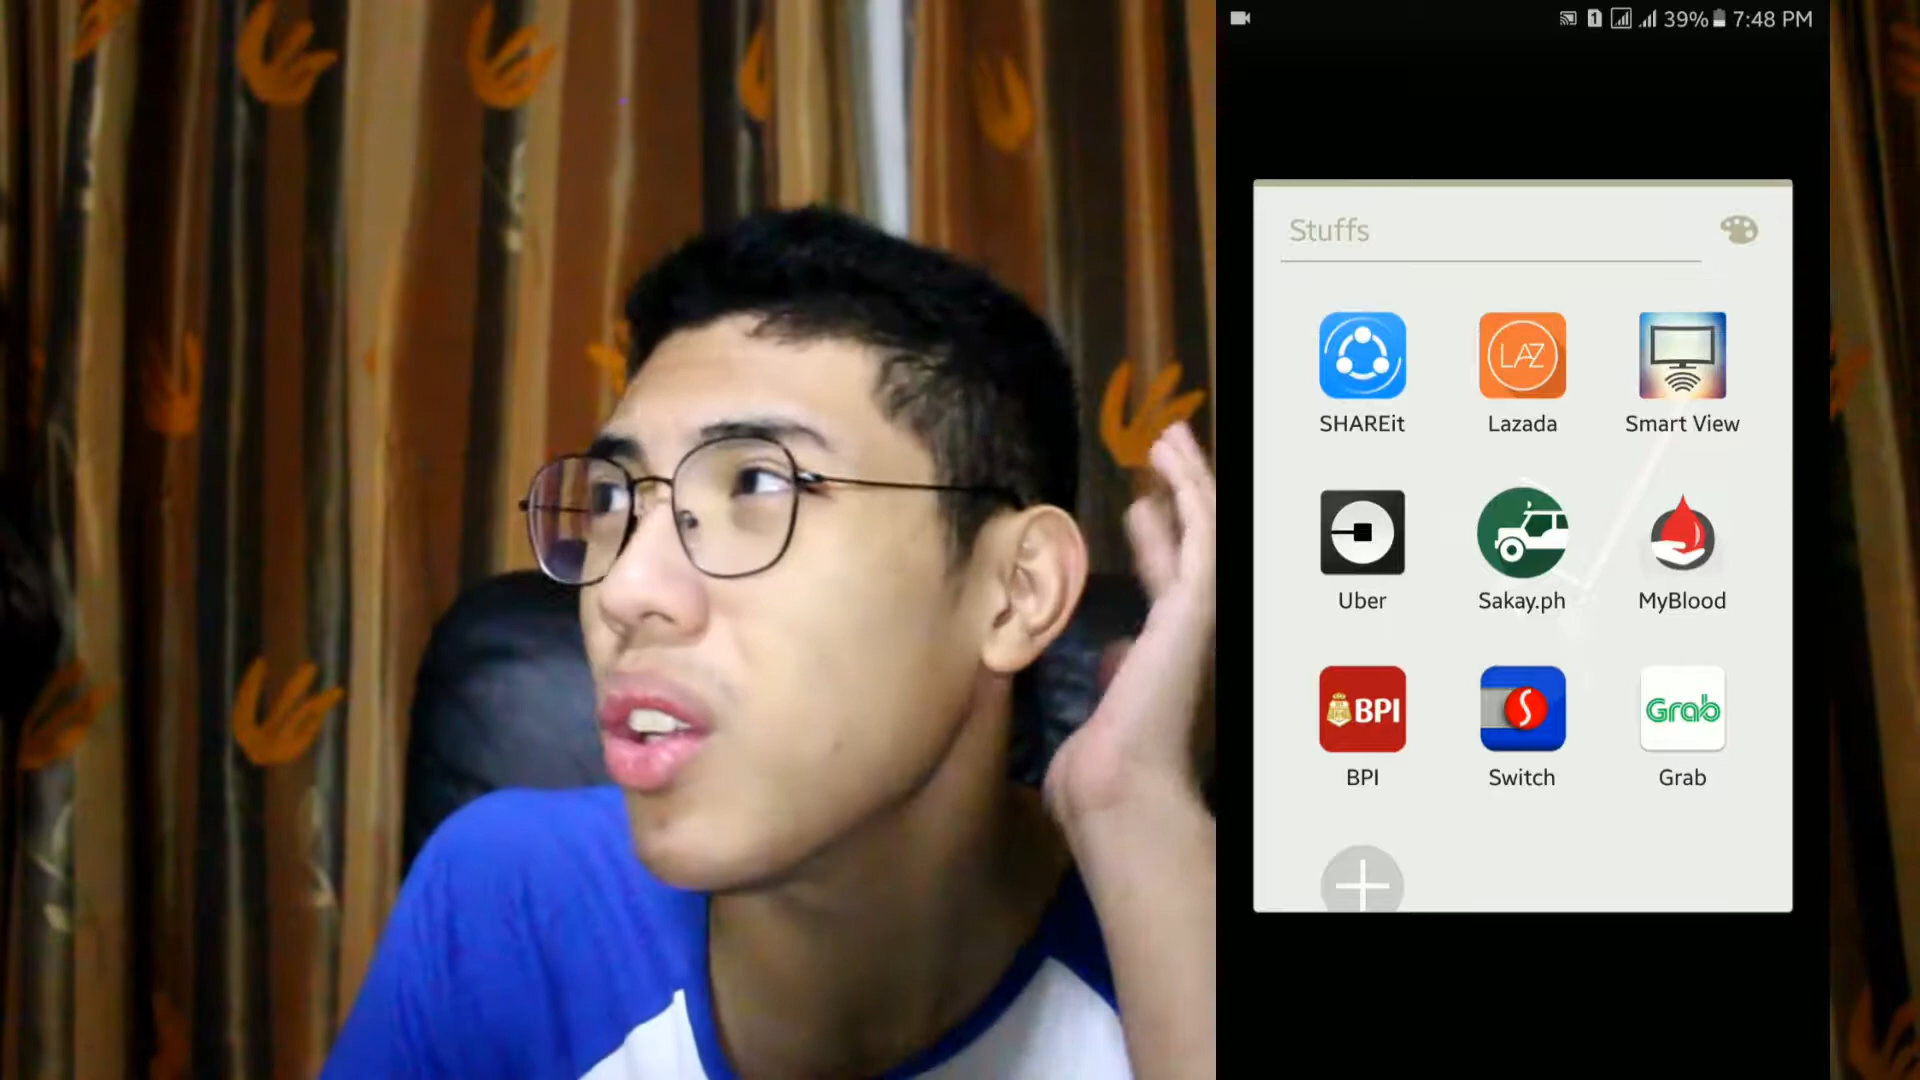 1 39% 7:48 PM
Stuffs
LAZ
SHAREit Lazada Smart View
Uber Sakay.ph MyBlood
BPI S Grab
BPI Switch Grab